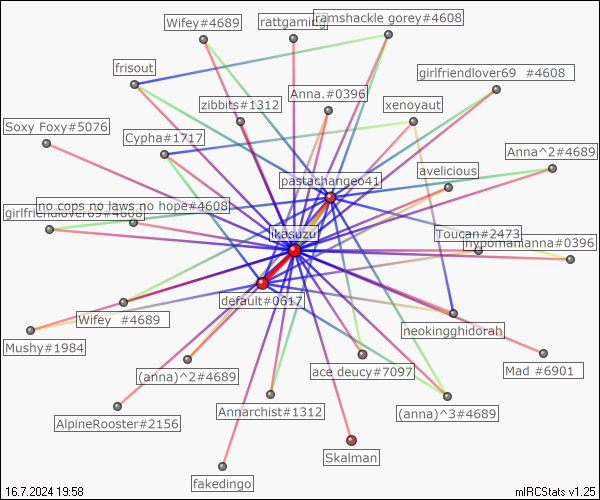 Wifey#4689
rattgaming
ramshackle gorey#4608
frisout
girlfriendlover69 #4608
zibbits#1312
Anna.#0396
xenoyaut
Soxy Foxy#5076
Cypha#1717
Anna^2#4689
avelicious
pastachangeo41
no cops no laws no hope#4608
girlfriendlover69#4608
jkasuzu
Toucan#2473
hypomanianna#0396
default#0617
Wifey #4689
neokingghidorah
Mushy#1984
(anna)^2#4689
ace deucy#7097
Mad #6901
AlpineRooster#2156
Annarchist#1312
(anna)^3#4689
Skalman
fakedingo
16.7.2024 19:58
mIRCStats v1.25